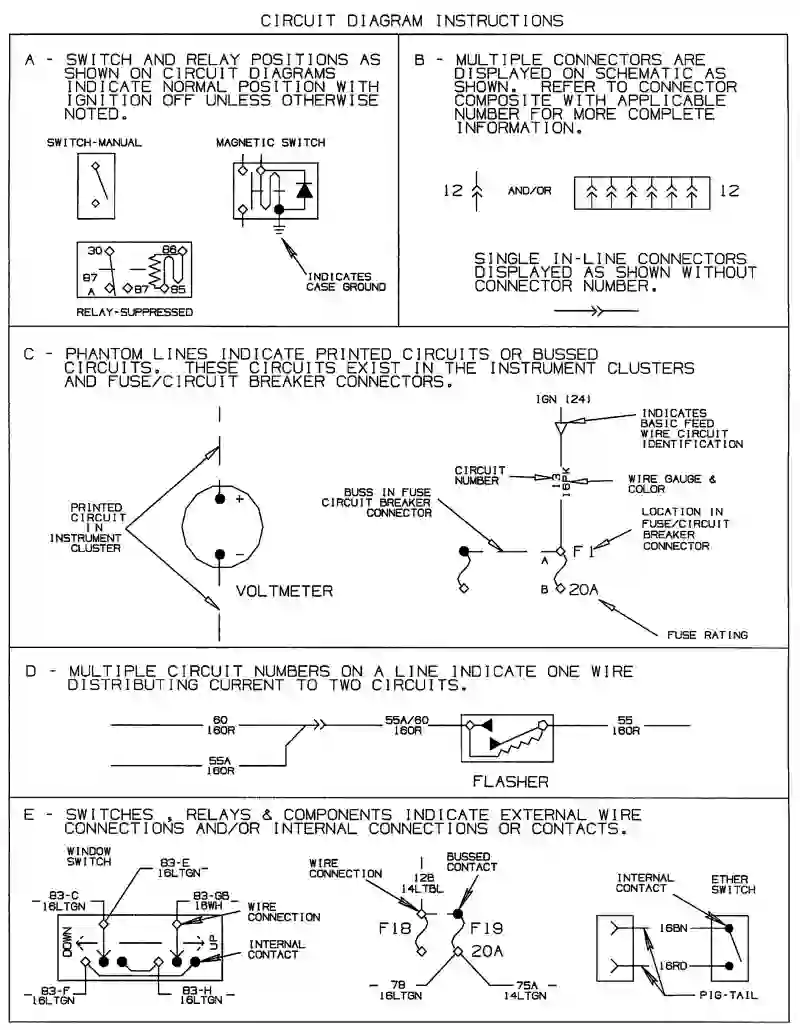 CIRCUIT DIAGRAM INSTRUCTIONS
A - SWITCH AND RELAY POSITIONS AS
SHOWN ON CIRCUIT DIAGRAMS
INDICATE NORMAL POSITION WITH
IGNITION OFF UNLESS OTHERWISE
NOTED.
SWITCH-MANUAL
MAGNETIC SWITCH
30
86
87
A
87
85
RELAY-SUPPRESSED
INDICATES
CASE GROUND
B - MULTIPLE CONNECTORS ARE
DISPLAYED ON SCHEMATIC AS
SHOWN. REFER TO CONNECTOR
COMPOSITE WITH APPLICABLE
NUMBER FOR MORE COMPLETE
INFORMATION.
12
AND/OR
12
SINGLE IN-LINE CONNECTORS
DISPLAYED AS SHOWN WITHOUT
CONNECTOR NUMBER.
C - PHANTOM LINES INDICATE PRINTED CIRCUITS OR BUSSED
CIRCUITS. THESE CIRCUITS EXIST IN THE INSTRUMENT CLUSTERS
AND FUSE/CIRCUIT BREAKER CONNECTORS.
PRINTED
CIRCUIT
IN
INSTRUMENT
CLUSTER
+
-
VOLTMETER
IGN (24)
INDICATES
BASIC FEED
WIRE CIRCUIT
IDENTIFICATION
CIRCUIT
NUMBER
13
16PK
WIRE GAUGE &
COLOR
BUSS IN FUSE
CIRCUIT BREAKER
CONNECTOR
LOCATION IN
FUSE/CIRCUIT
BREAKER
CONNECTOR
A
F1
B
20A
FUSE RATING
D - MULTIPLE CIRCUIT NUMBERS ON A LINE INDICATE ONE WIRE
DISTRIBUTING CURRENT TO TWO CIRCUITS.
60
16OR
55A
16OR
55A/60
16OR
55
16OR
FLASHER
E - SWITCHES , RELAYS & COMPONENTS INDICATE EXTERNAL WIRE
CONNECTIONS AND/OR INTERNAL CONNECTIONS OR CONTACTS.
WINDOW
SWITCH
83-E
16LTGN
83-C
16LTGN
83-GB
18WH
WIRE
CONNECTION
DOWN
UP
INTERNAL
CONTACT
83-F
16LTGN
83-H
16LTGN
WIRE
CONNECTION
BUSSED
CONTACT
12B
14LTBL
F18
F19
20A
78
16LTGN
75A
14LTGN
INTERNAL
CONTACT
ETHER
SWITCH
16BN
16RD
PIG-TAIL